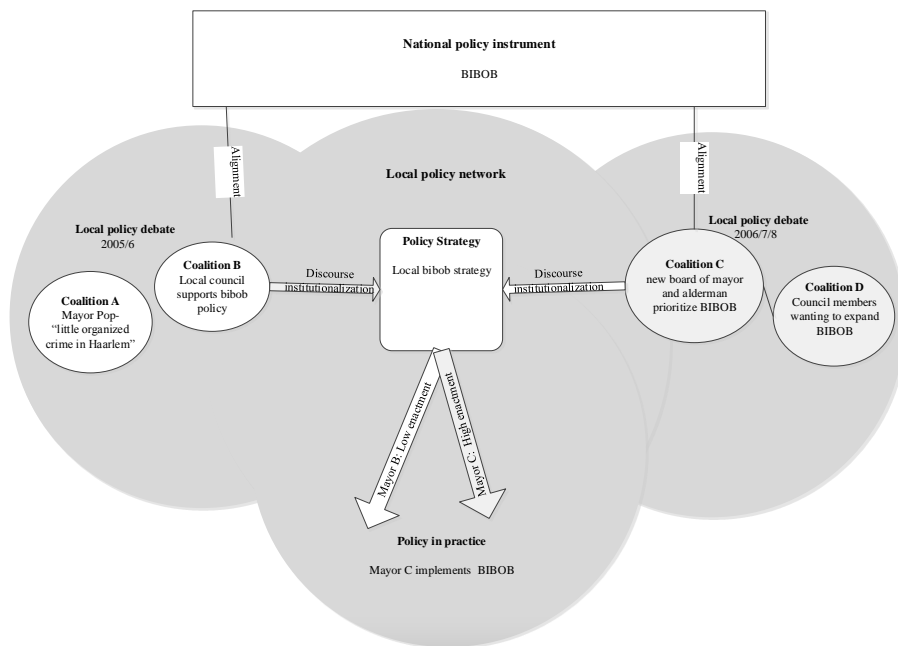 National policy instrument
BIBOB
Alignment
Alignment
Local policy network
Local policy debate
2005/6
Local policy debate
2006/7/8
Coalition A
Mayor Pop-
“little organized
crime in Haarlem”
Coalition B
Local council
supports bibob
policy
Discourse
institutionalization
Policy Strategy
Local bibob strategy
Discourse
institutionalization
Coalition C
new board of mayor
and alderman
prioritize BIBOB
Coalition D
Council members
wanting to expand
BIBOB
Mayor B: Low enactment
Mayor C: High enactment
Policy in practice
Mayor C implements BIBOB